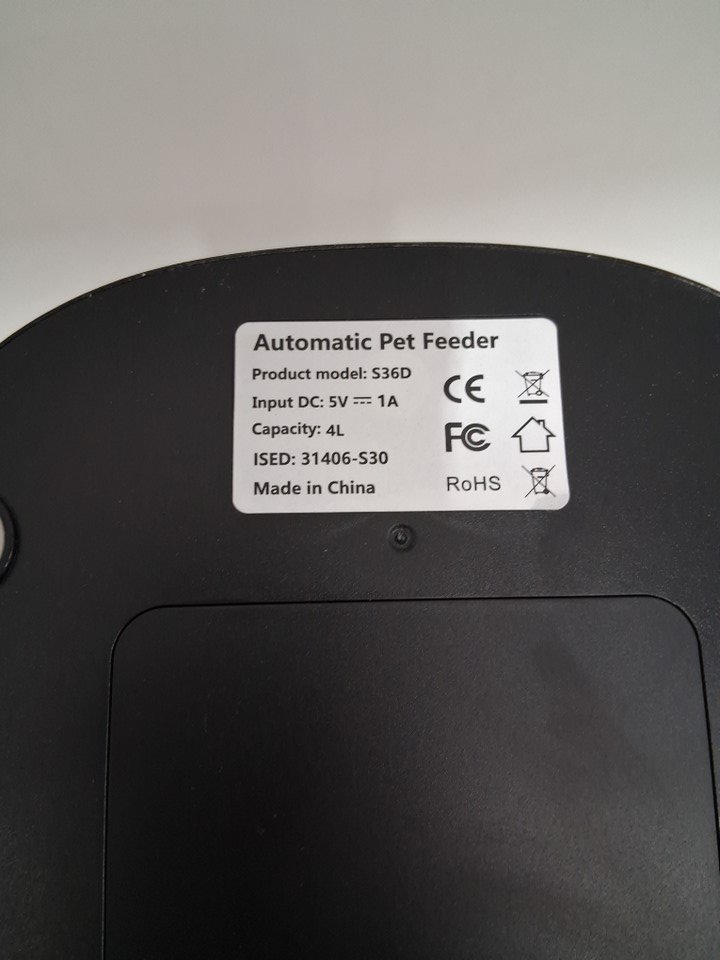 Automatic Pet Feeder
Product model: S36D
Input DC: 5V ⎓ 1A
Capacity: 4L
ISED: 31406-S30
Made in China
CE
FC
RoHS